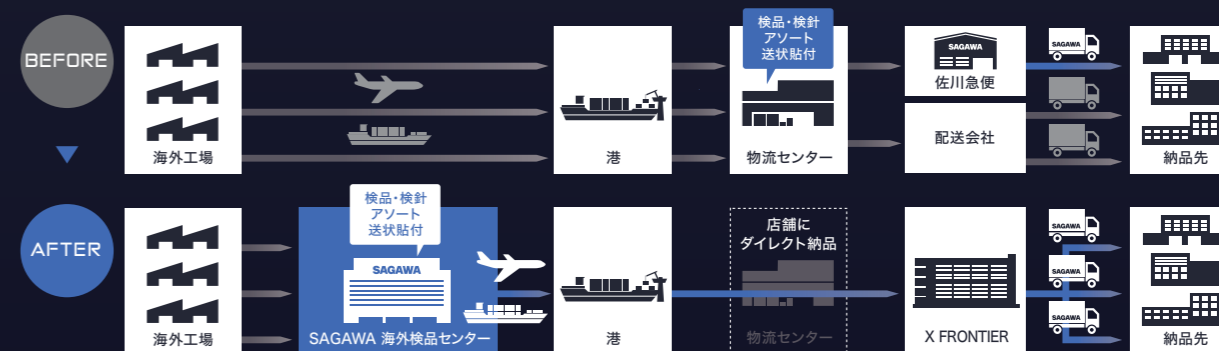 BEFORE
海外工場
港
検品・検針
アソート
送状貼付
物流センター
SAGAWA
佐川急便
配送会社
SAGAWA
納品先
AFTER
海外工場
検品・検針
アソート
送状貼付
SAGAWA
SAGAWA 海外検品センター
港
店舗に
ダイレクト納品
物流センター
X FRONTIER
SAGAWA
SAGAWA
SAGAWA
納品先